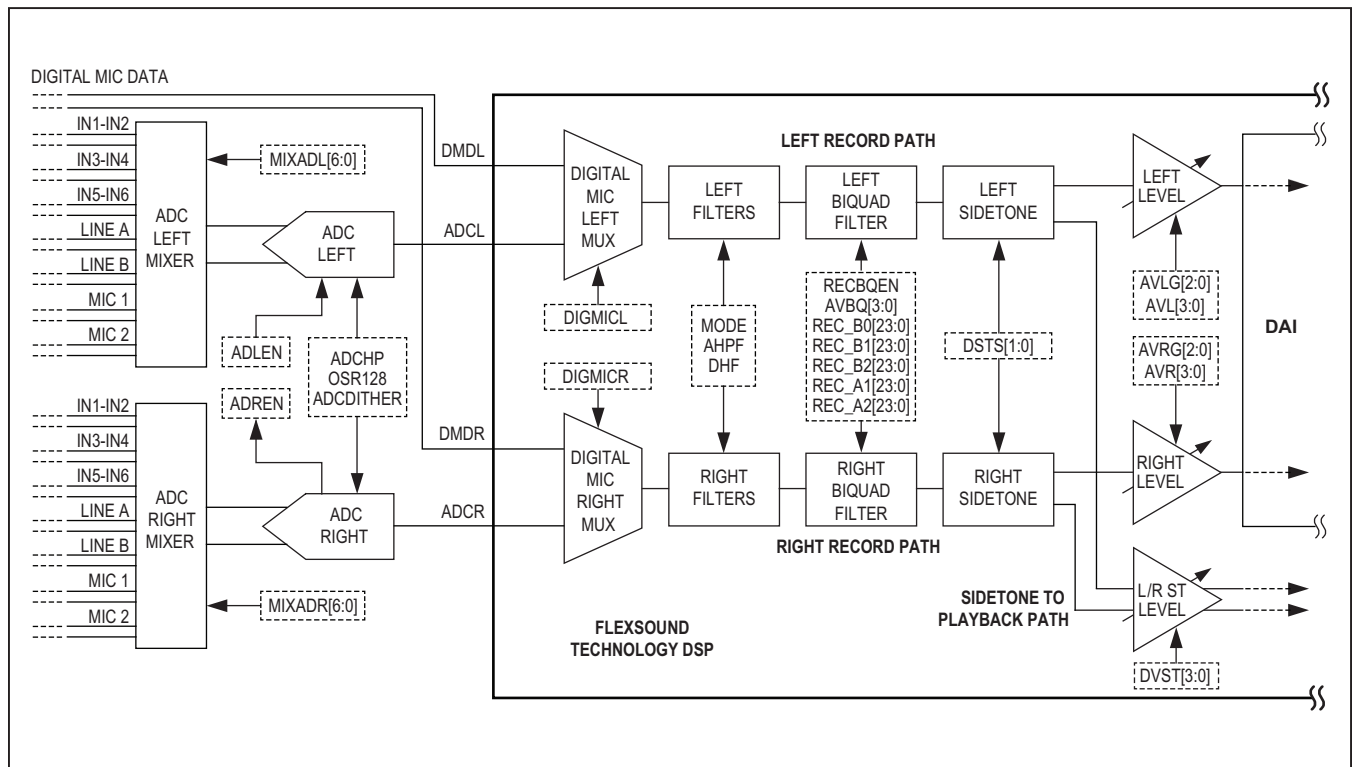 DIGITAL MIC DATA
IN1-IN2
IN3-IN4
IN5-IN6
LINE A
LINE B
MIC 1
MIC 2
ADC
LEFT
MIXER
MIXADL[6:0]
ADC
LEFT
ADLEN
ADCHP
OSR128
ADCDITHER
ADREN
IN1-IN2
IN3-IN4
IN5-IN6
LINE A
LINE B
MIC 1
MIC 2
ADC
RIGHT
MIXER
MIXADR[6:0]
ADC
RIGHT
DMDL
ADCL
DMDR
ADCR
DIGITAL
MIC
LEFT
MUX
DIGMICL
DIGMICR
DIGITAL
MIC
RIGHT
MUX
LEFT RECORD PATH
LEFT
FILTERS
LEFT
BIQUAD
FILTER
LEFT
SIDETONE
LEFT
LEVEL
MODE
AHPF
DHF
RECBQEN
AVBQ[3:0]
REC_B0[23:0]
REC_B1[23:0]
REC_B2[23:0]
REC_A1[23:0]
REC_A2[23:0]
DSTS[1:0]
AVLG[2:0]
AVL[3:0]
AVRG[2:0]
AVR[3:0]
DAI
RIGHT
FILTERS
RIGHT
BIQUAD
FILTER
RIGHT
SIDETONE
RIGHT
LEVEL
RIGHT RECORD PATH
SIDETONE TO
PLAYBACK PATH
L/R ST
LEVEL
DVST[3:0]
FLEXSOUND
TECHNOLOGY DSP